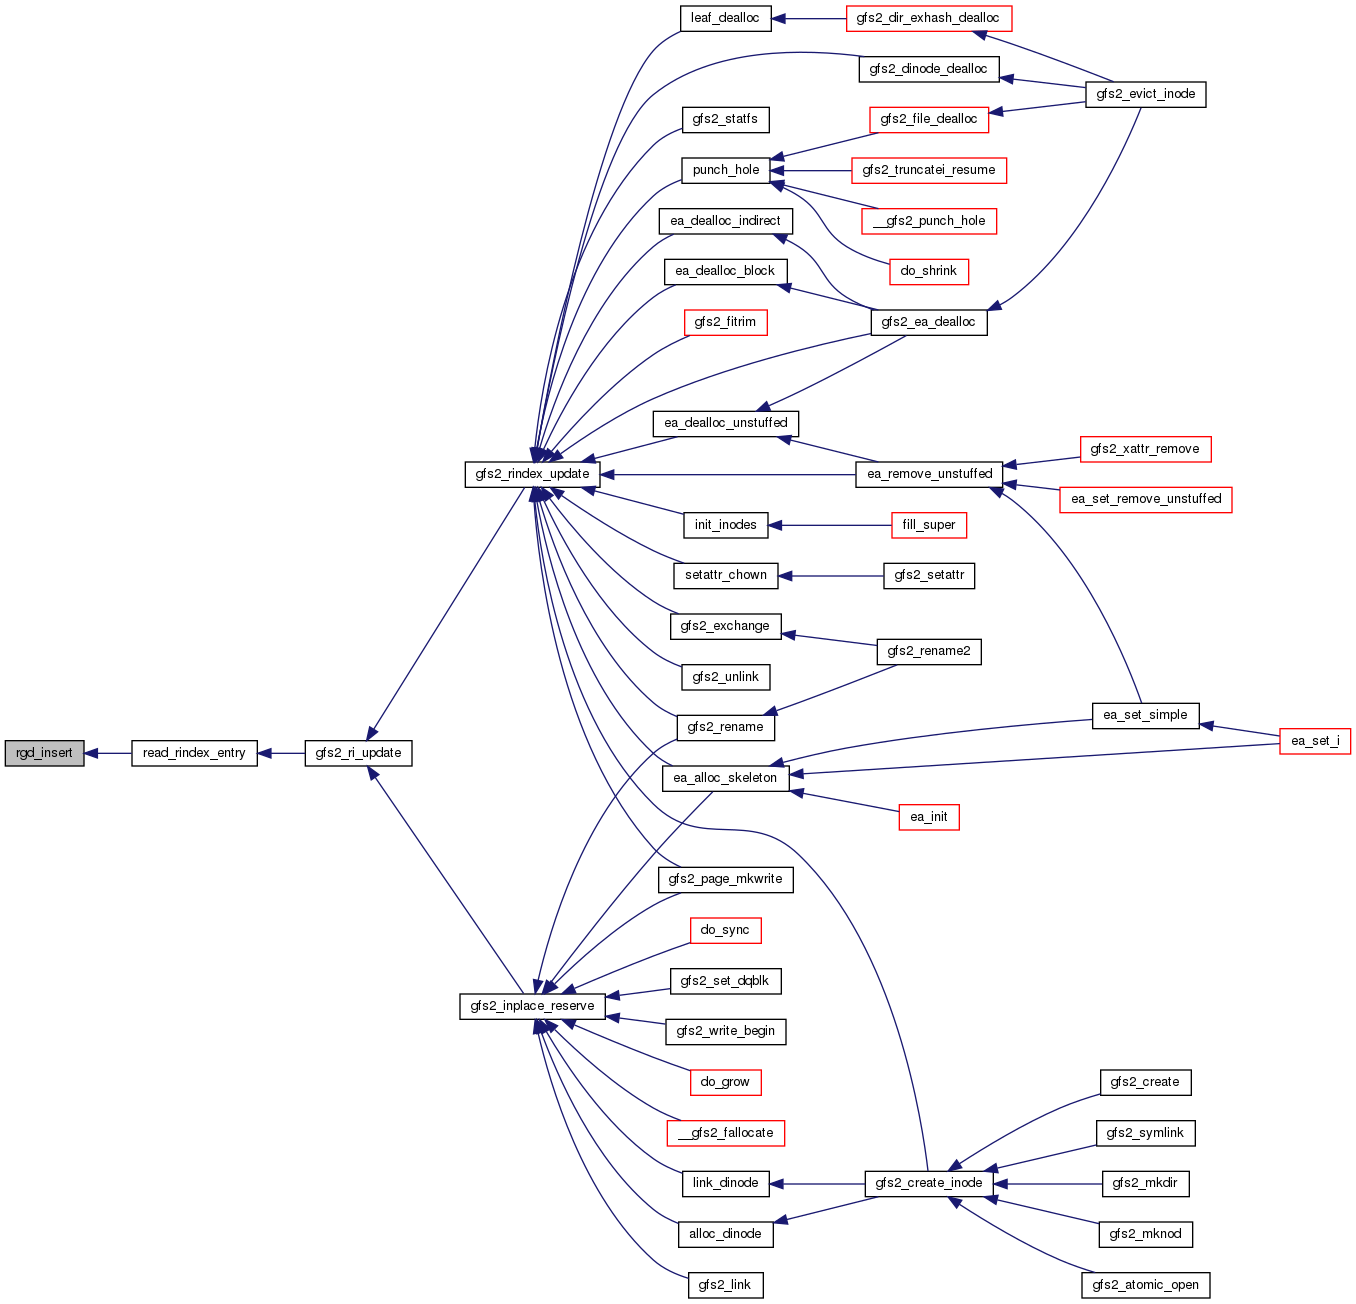 leaf_dealloc
gfs2_dir_exhash_dealloc
gfs2_dinode_dealloc
gfs2_evict_inode
gfs2_statfs
gfs2_file_dealloc
punch_hole
gfs2_truncatei_resume
ea_dealloc_indirect
__gfs2_punch_hole
ea_dealloc_block
do_shrink
gfs2_fitrim
gfs2_ea_dealloc
ea_dealloc_unstuffed
gfs2_xattr_remove
gfs2_rindex_update
ea_remove_unstuffed
ea_set_remove_unstuffed
init_inodes
fill_super
setattr_chown
gfs2_setattr
gfs2_exchange
gfs2_rename2
gfs2_unlink
gfs2_rename
ea_set_simple
rgd_insert
read_rindex_entry
gfs2_ri_update
ea_set_i
ea_alloc_skeleton
ea_init
gfs2_page_mkwrite
do_sync
gfs2_set_dqblk
gfs2_inplace_reserve
gfs2_write_begin
do_grow
gfs2_create
__gfs2_fallocate
gfs2_symlink
link_dinode
gfs2_create_inode
gfs2_mkdir
alloc_dinode
gfs2_mknod
gfs2_link
gfs2_atomic_open